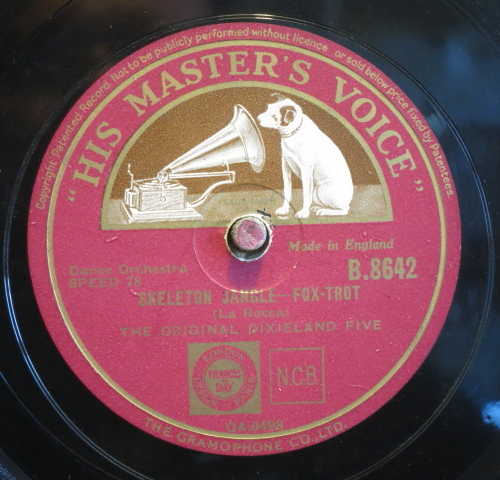 Copyright Patented Record. Not to be publicly performed without licence or sold below price fixed by Patentees.
"HIS MASTER'S VOICE"
Made in England
Dance Orchestra
SPEED 78
B.8642
SKELETON JANGLE FOX-TROT
(La Rocca)
THE ORIGINAL DIXIELAND FIVE
FRANCE
N.C.B.
OA.0498
THE GRAMOPHONE CO., LTD.